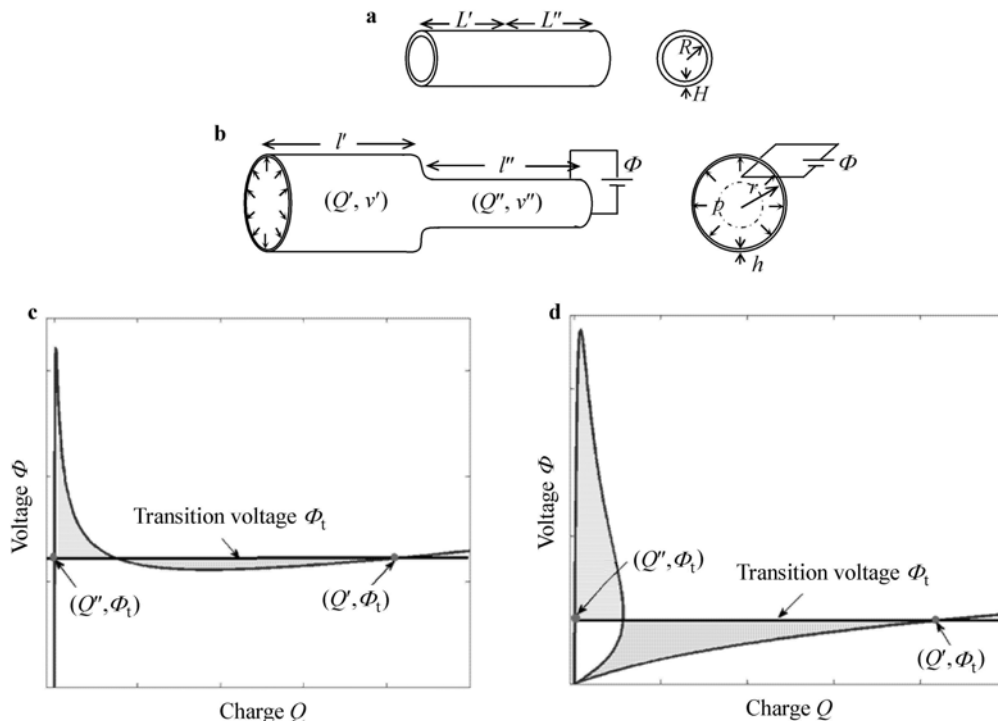 a
L′ L″
R
H
b
l′
l″
Φ
(Q′, v′) (Q″, v″)
Φ
r
P
h
c
Voltage Φ
Transition voltage Φt
(Q″,Φt)
(Q′,Φt)
Charge Q
d
Voltage Φ
(Q″,Φt)
Transition voltage Φt
(Q′,Φt)
Charge Q